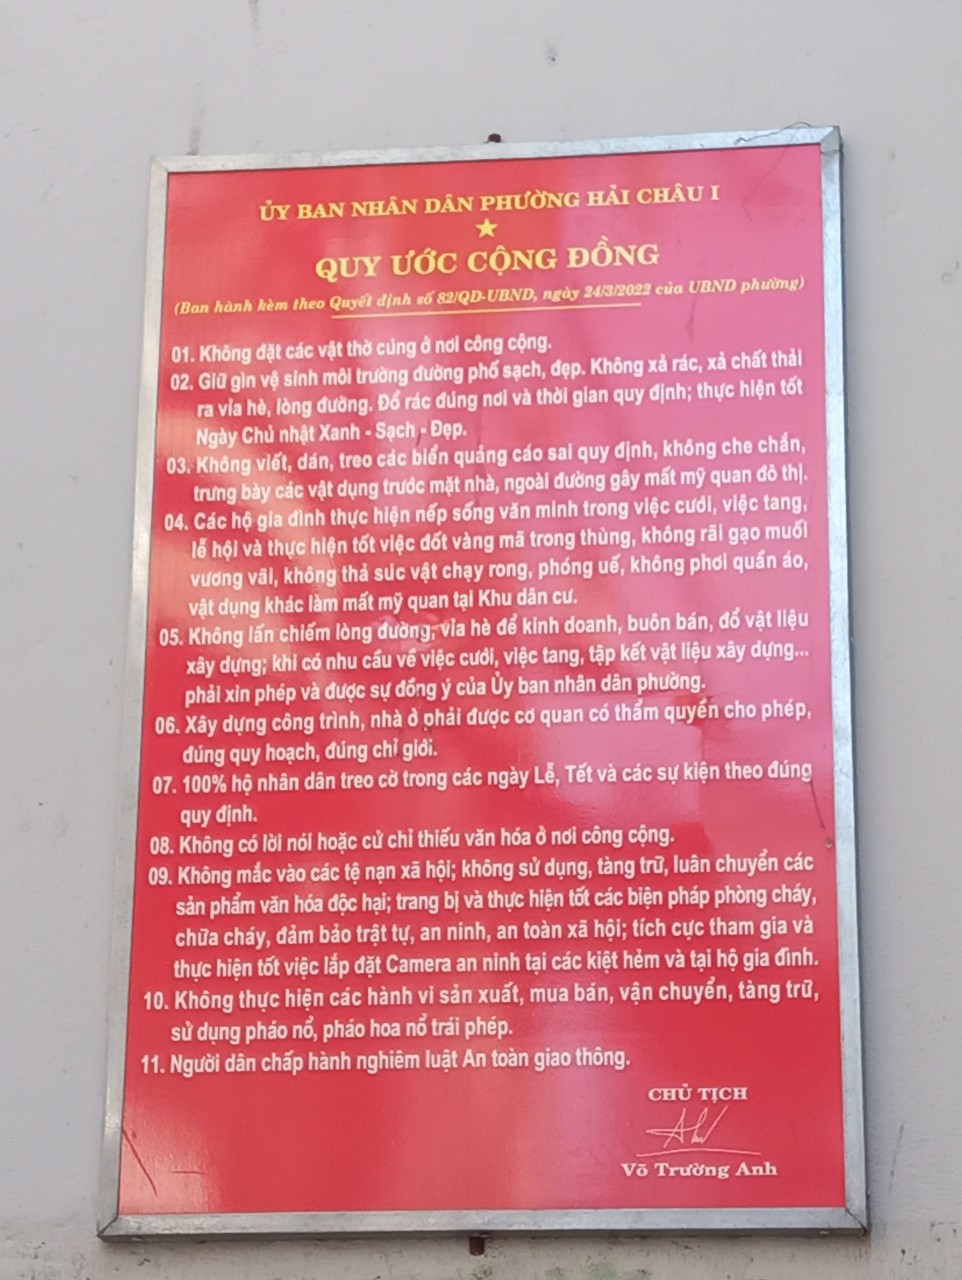 ỦY BAN NHÂN DÂN PHƯỜNG HẢI CHÂU I
QUY ƯỚC CỘNG ĐỒNG
(Ban hành kèm theo Quyết định số 82/QĐ-UBND, ngày 24/3/2022 của UBND phường)
01. Không đặt các vật thờ cúng ở nơi công cộng.
02. Giữ gìn vệ sinh môi trường đường phố sạch, đẹp. Không xả rác, xả chất thải
ra vỉa hè, lòng đường. Đổ rác đúng nơi và thời gian quy định; thực hiện tốt
Ngày Chủ nhật Xanh - Sạch - Đẹp.
03. Không viết, dán, treo các biển quảng cáo sai quy định, không che chắn,
trưng bày các vật dụng trước mặt nhà, ngoài đường gây mất mỹ quan đô thị.
04. Các hộ gia đình thực hiện nếp sống văn minh trong việc cưới, việc tang,
lễ hội và thực hiện tốt việc đốt vàng mã trong thùng, không rãi gạo muối
vương vãi, không thả súc vật chạy rong, phóng uế, không phơi quần áo,
vật dụng khác làm mất mỹ quan tại Khu dân cư.
05. Không lấn chiếm lòng đường, vỉa hè để kinh doanh, buôn bán, đổ vật liệu
xây dựng; khi có nhu cầu về việc cưới, việc tang, tập kết vật liệu xây dựng...
phải xin phép và được sự đồng ý của Ủy ban nhân dân phường.
06. Xây dựng công trình, nhà ở phải được cơ quan có thẩm quyền cho phép,
đúng quy hoạch, đúng chỉ giới.
07. 100% hộ nhân dân treo cờ trong các ngày Lễ, Tết và các sự kiện theo đúng
quy định.
08. Không có lời nói hoặc cử chỉ thiếu văn hóa ở nơi công cộng.
09. Không mắc vào các tệ nạn xã hội; không sử dụng, tàng trữ, luân chuyển các
sản phẩm văn hóa độc hại; trang bị và thực hiện tốt các biện pháp phòng cháy,
chữa cháy, đảm bảo trật tự, an ninh, an toàn xã hội; tích cực tham gia và
thực hiện tốt việc lắp đặt Camera an ninh tại các kiệt hẻm và tại hộ gia đình.
10. Không thực hiện các hành vi sản xuất, mua bán, vận chuyển, tàng trữ,
sử dụng pháo nổ, pháo hoa nổ trái phép.
11. Người dân chấp hành nghiêm luật An toàn giao thông.
CHỦ TỊCH
Võ Trường Anh